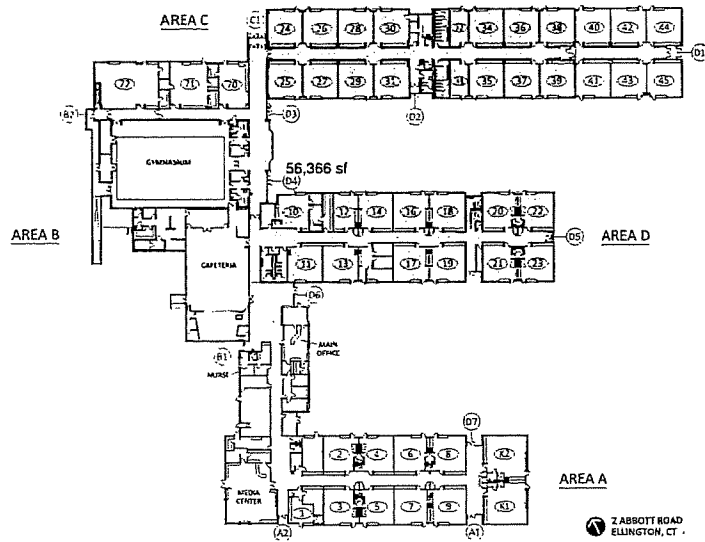 AREA C
C1
24 26 28 30 34 36 38 40 42 44
D1
72 71 70
25 27 29 31 35 37 39 41 43 45
B2
D3
D2
GYMNASIUM
56,366 sf
D4
10 12 14 16 18 20 22
AREA B
D5
AREA D
CAFETERIA
11 13 17 19 21 23
D6
MAIN
OFFICE
B1
NURSE
D7
2 4 6 8 K2
AREA A
MEDIA
CENTER
1 3 5 7 9 K1
A2 A1
2 ABBOTT ROAD
ELLINGTON, CT